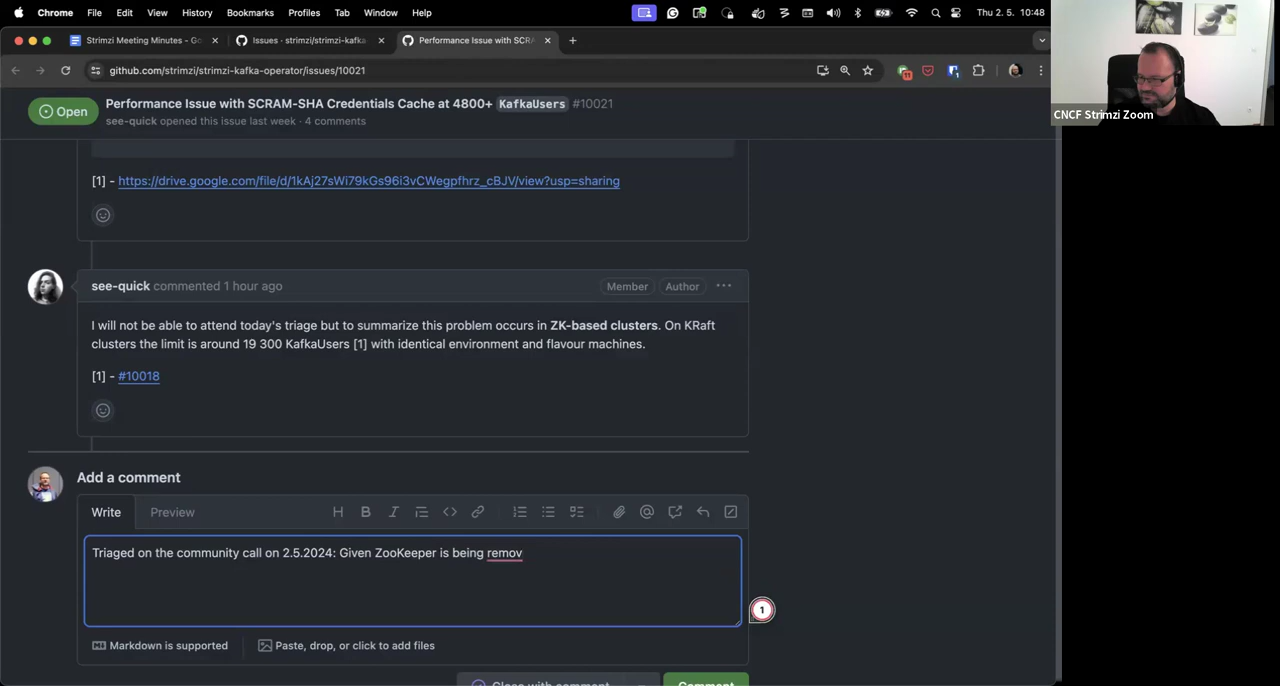 Chrome File Edit View History Bookmarks Profiles Tab Window Help Thu 2. 5. 10:48
Strimzi Meeting Minutes - Go
Issues · strimzi/strimzi-kafka
Performance Issue with SCRA
github.com/strimzi/strimzi-kafka-operator/issues/10021
11
1
CNCF Strimzi Zoom
Open
Performance Issue with SCRAM-SHA Credentials Cache at 4800+ KafkaUsers #10021
see-quick opened this issue last week · 4 comments
[1] - https://drive.google.com/file/d/1kAj27sWi79kGs96i3vCWegpfhrz_cBJV/view?usp=sharing
see-quick commented 1 hour ago Member Author
I will not be able to attend today's triage but to summarize this problem occurs in ZK-based clusters. On KRaft
clusters the limit is around 19 300 KafkaUsers [1] with identical environment and flavour machines.
[1] - #10018
Add a comment
Write Preview
Triaged on the community call on 2.5.2024: Given ZooKeeper is being remov
1
Markdown is supported Paste, drop, or click to add files
Close with comment Comment